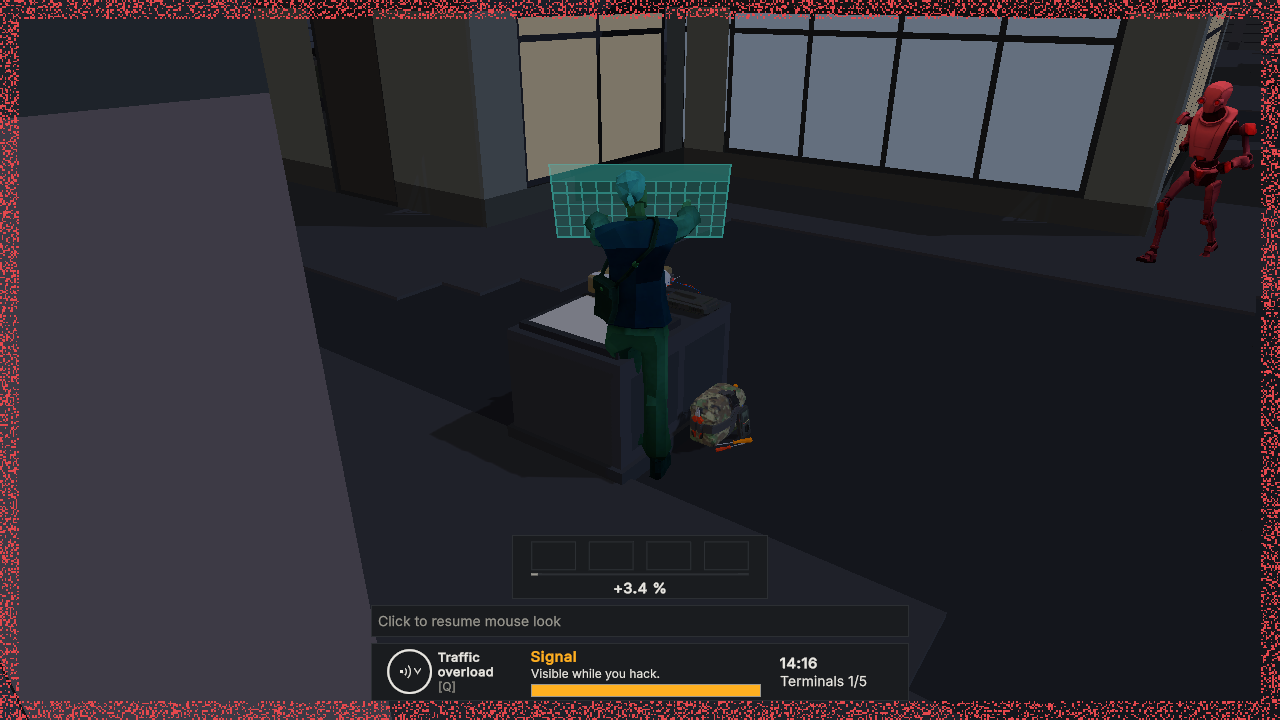 +3.4 %
Click to resume mouse look
Traffic
overload
[Q]
Signal
Visible while you hack.
14:16
Terminals 1/5